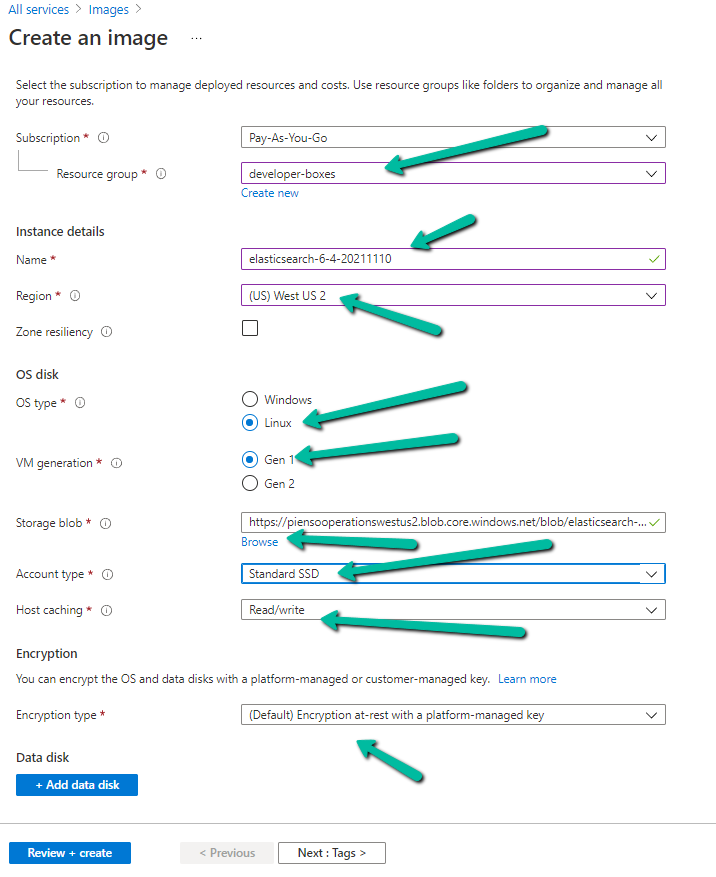 All services > Images >
Create an image ...
Select the subscription to manage deployed resources and costs. Use resource groups like folders to organize and manage all
your resources.
Subscription * Pay-As-You-Go
Resource group * developer-boxes
Create new
Instance details
Name * elasticsearch-6-4-20211110
Region * (US) West US 2
Zone resiliency
OS disk
OS type * Windows
Linux
VM generation * Gen 1
Gen 2
Storage blob * https://piensooperationswestus2.blob.core.windows.net/blob/elasticsearch-...
Browse
Account type * Standard SSD
Host caching * Read/write
Encryption
You can encrypt the OS and data disks with a platform-managed or customer-managed key. Learn more
Encryption type * (Default) Encryption at-rest with a platform-managed key
Data disk
+ Add data disk
Review + create < Previous Next : Tags >